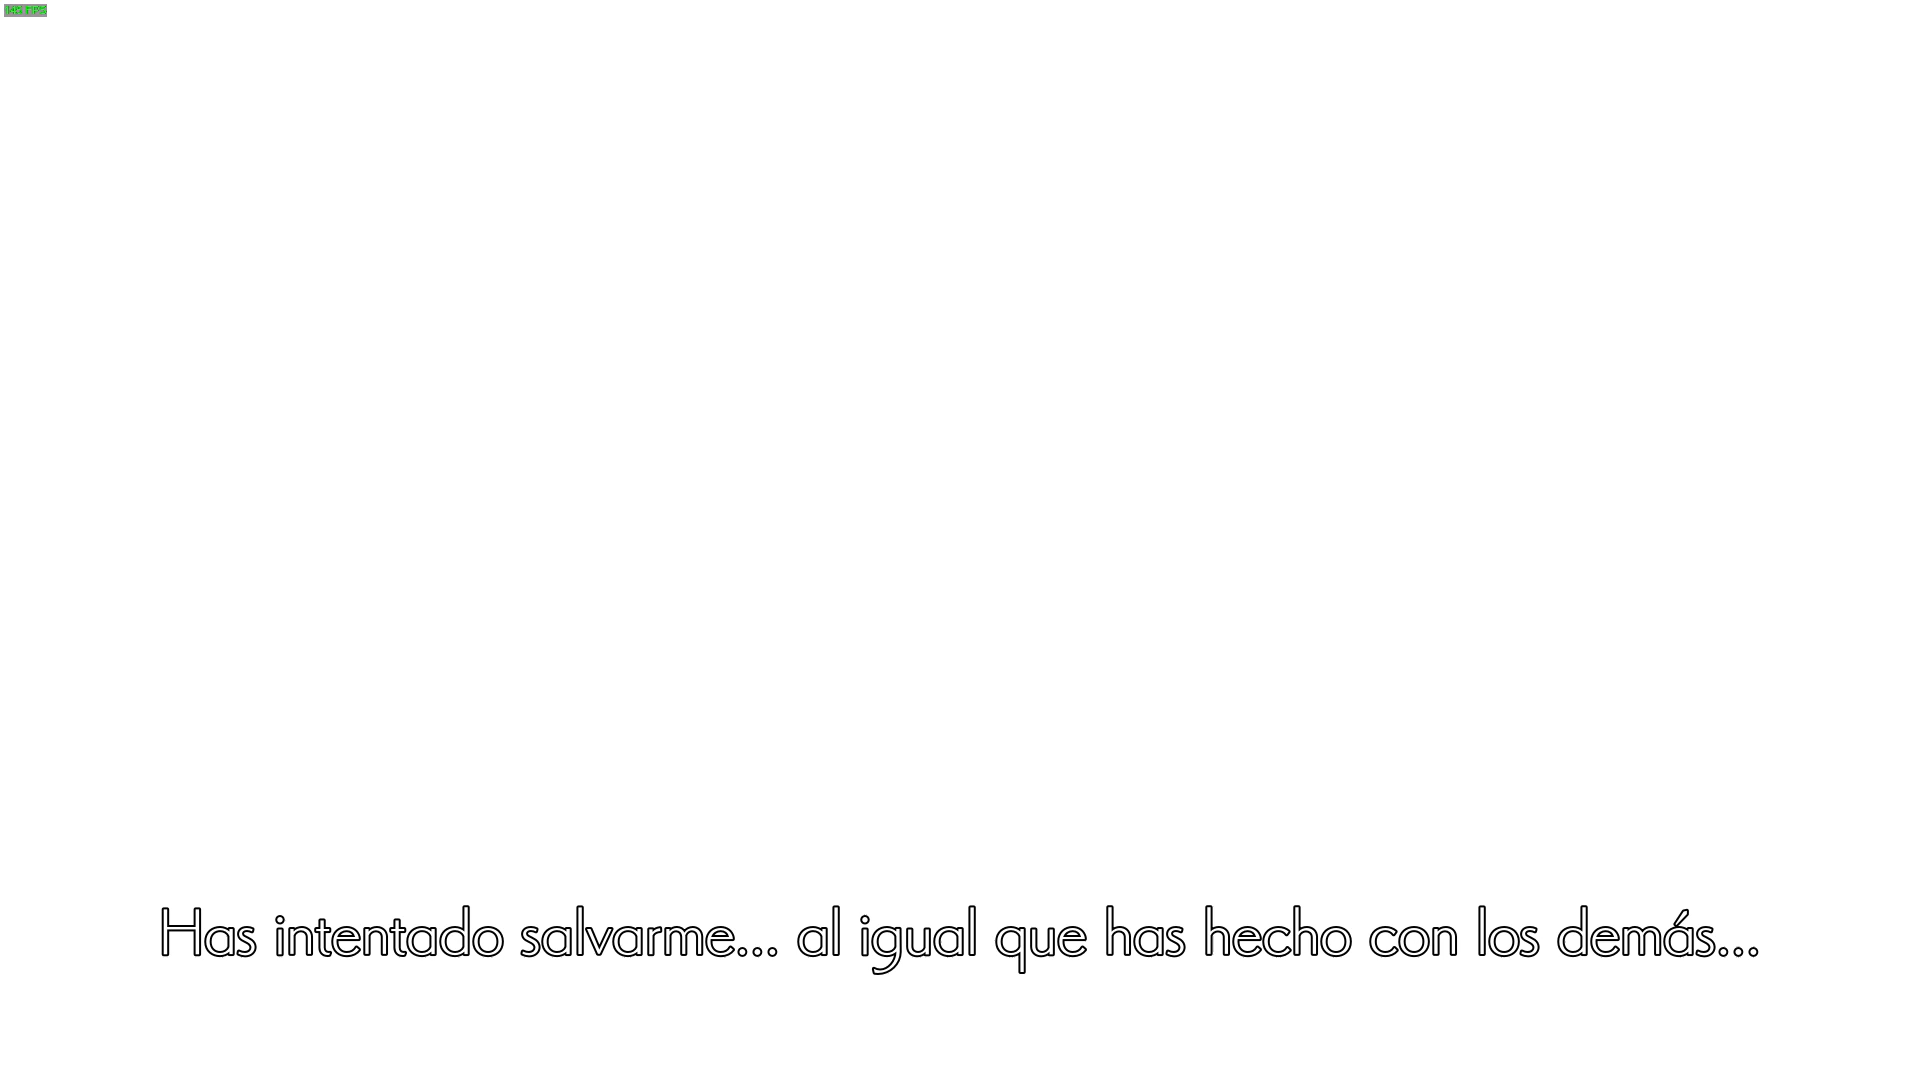 Has intentado salvarme... al igual que has hecho con los demás...